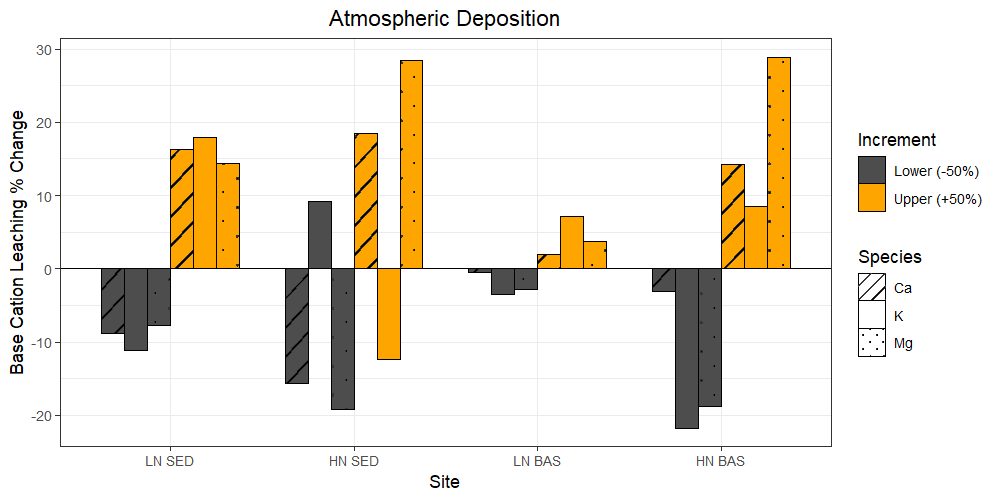 Atmospheric Deposition
Base Cation Leaching % Change
30
20
10
0
-10
-20
LN SED
HN SED
LN BAS
HN BAS
Site
Increment
Lower (-50%)
Upper (+50%)
Species
Ca
K
Mg